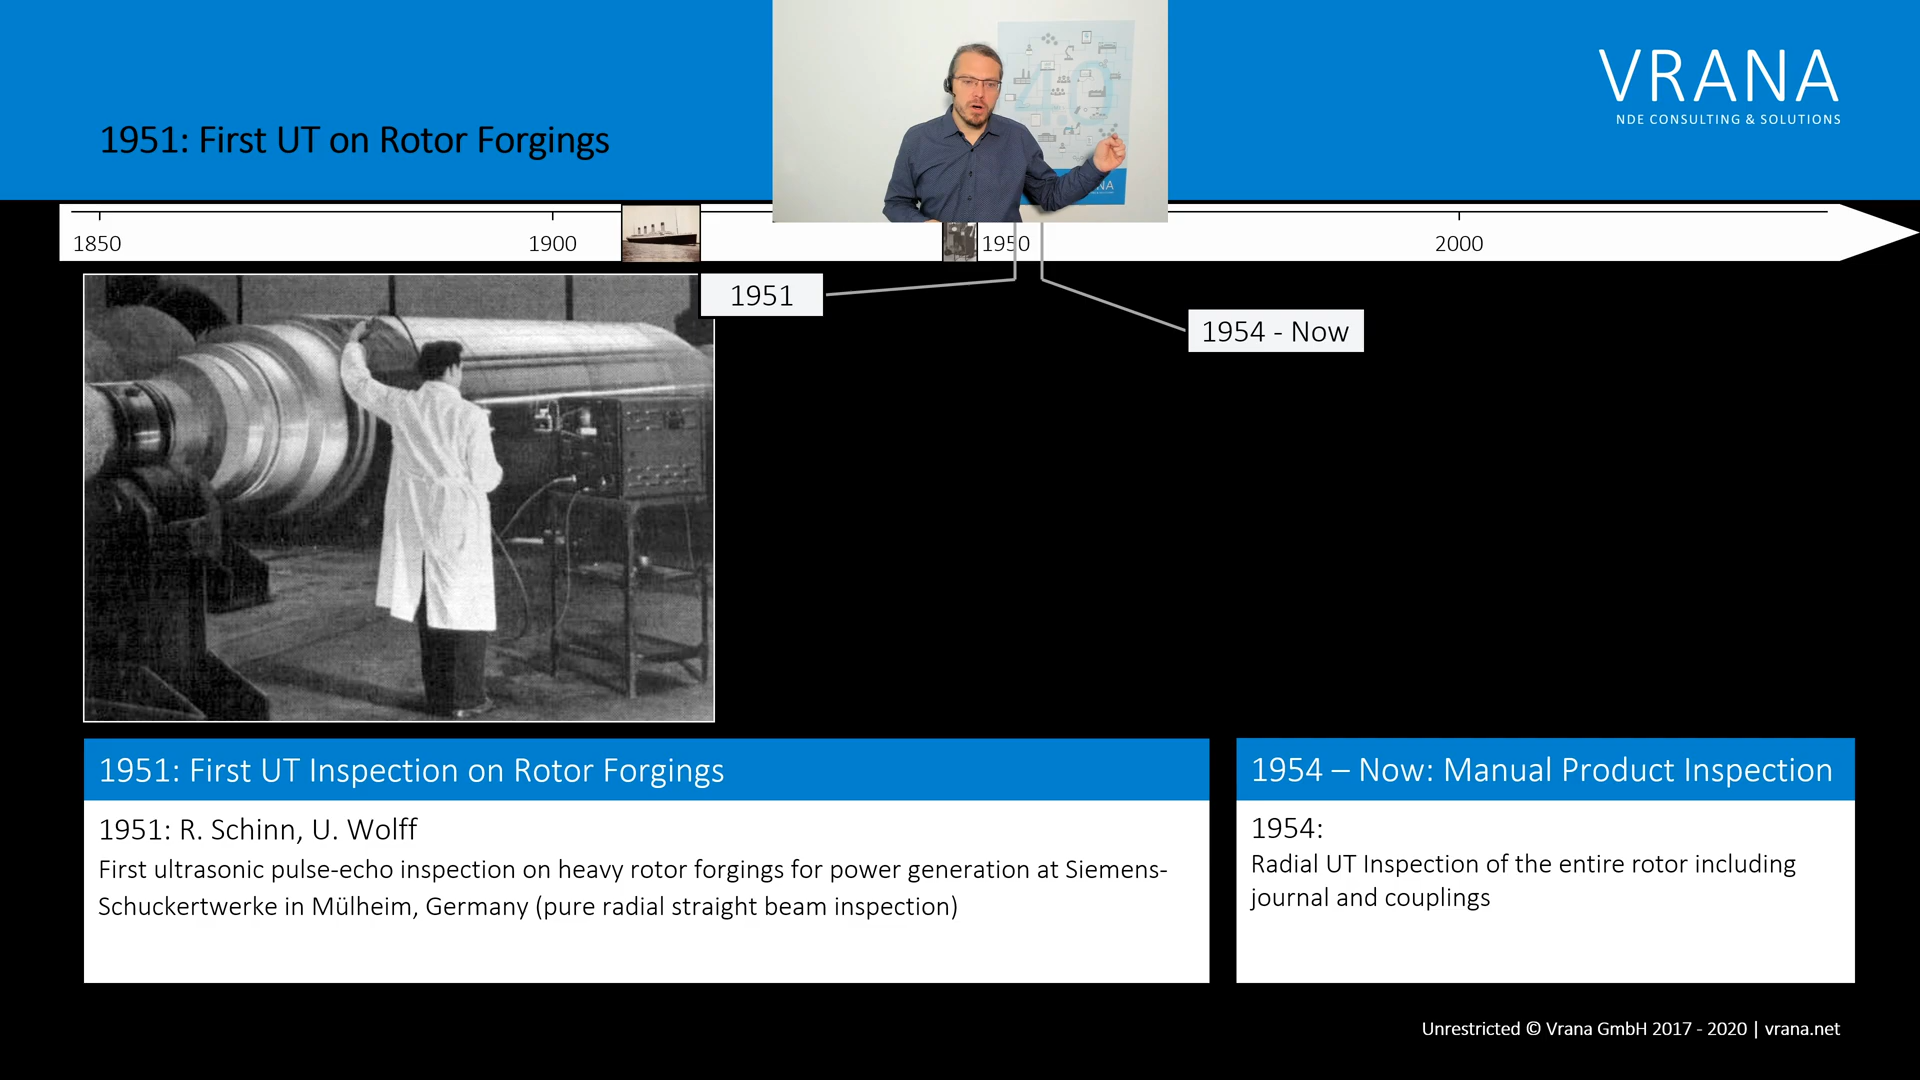 VRANA
NDE CONSULTING & SOLUTIONS
1951: First UT on Rotor Forgings
40
NA
1850
1900
1950
2000
1951
1954 - Now
1951: First UT Inspection on Rotor Forgings
1951: R. Schinn, U. Wolff
First ultrasonic pulse-echo inspection on heavy rotor forgings for power generation at Siemens-
Schuckertwerke in Mülheim, Germany (pure radial straight beam inspection)
1954 – Now: Manual Product Inspection
1954:
Radial UT Inspection of the entire rotor including
journal and couplings
Unrestricted © Vrana GmbH 2017 - 2020 | vrana.net